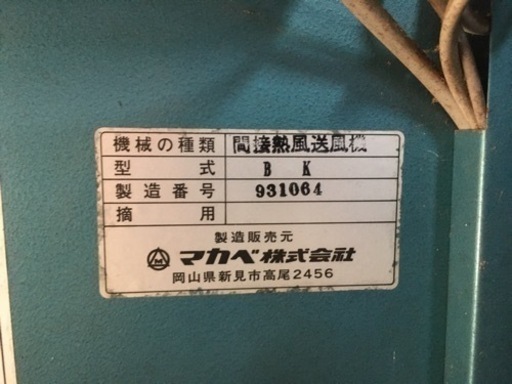 機械の種類 間接熱風送風機
型式 B K
製造番号 931064
摘用
製造販売元
M マカベ株式会社
岡山県新見市高尾2456